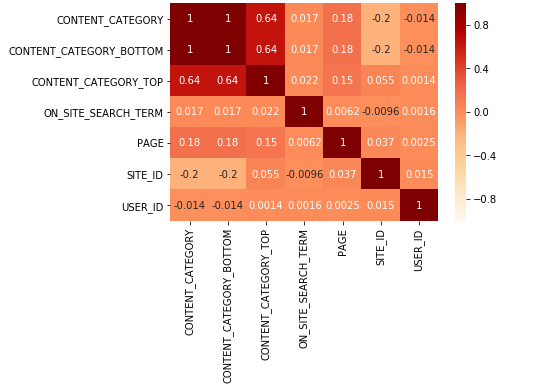 CONTENT_CATEGORY 1 1 0.64 0.017 0.18 -0.2 -0.014
CONTENT_CATEGORY_BOTTOM 1 1 0.64 0.017 0.18 -0.2 -0.014
CONTENT_CATEGORY_TOP 0.64 0.64 1 0.022 0.15 0.055 0.0014
ON_SITE_SEARCH_TERM 0.017 0.017 0.022 1 0.0062 -0.0096 0.0016
PAGE 0.18 0.18 0.15 0.0062 1 0.037 0.0025
SITE_ID -0.2 -0.2 0.055 -0.0096 0.037 1 0.015
USER_ID -0.014 -0.014 0.0014 0.0016 0.0025 0.015 1
CONTENT_CATEGORY
CONTENT_CATEGORY_BOTTOM
CONTENT_CATEGORY_TOP
ON_SITE_SEARCH_TERM
PAGE
SITE_ID
USER_ID
0.8
0.4
0.0
−0.4
−0.8